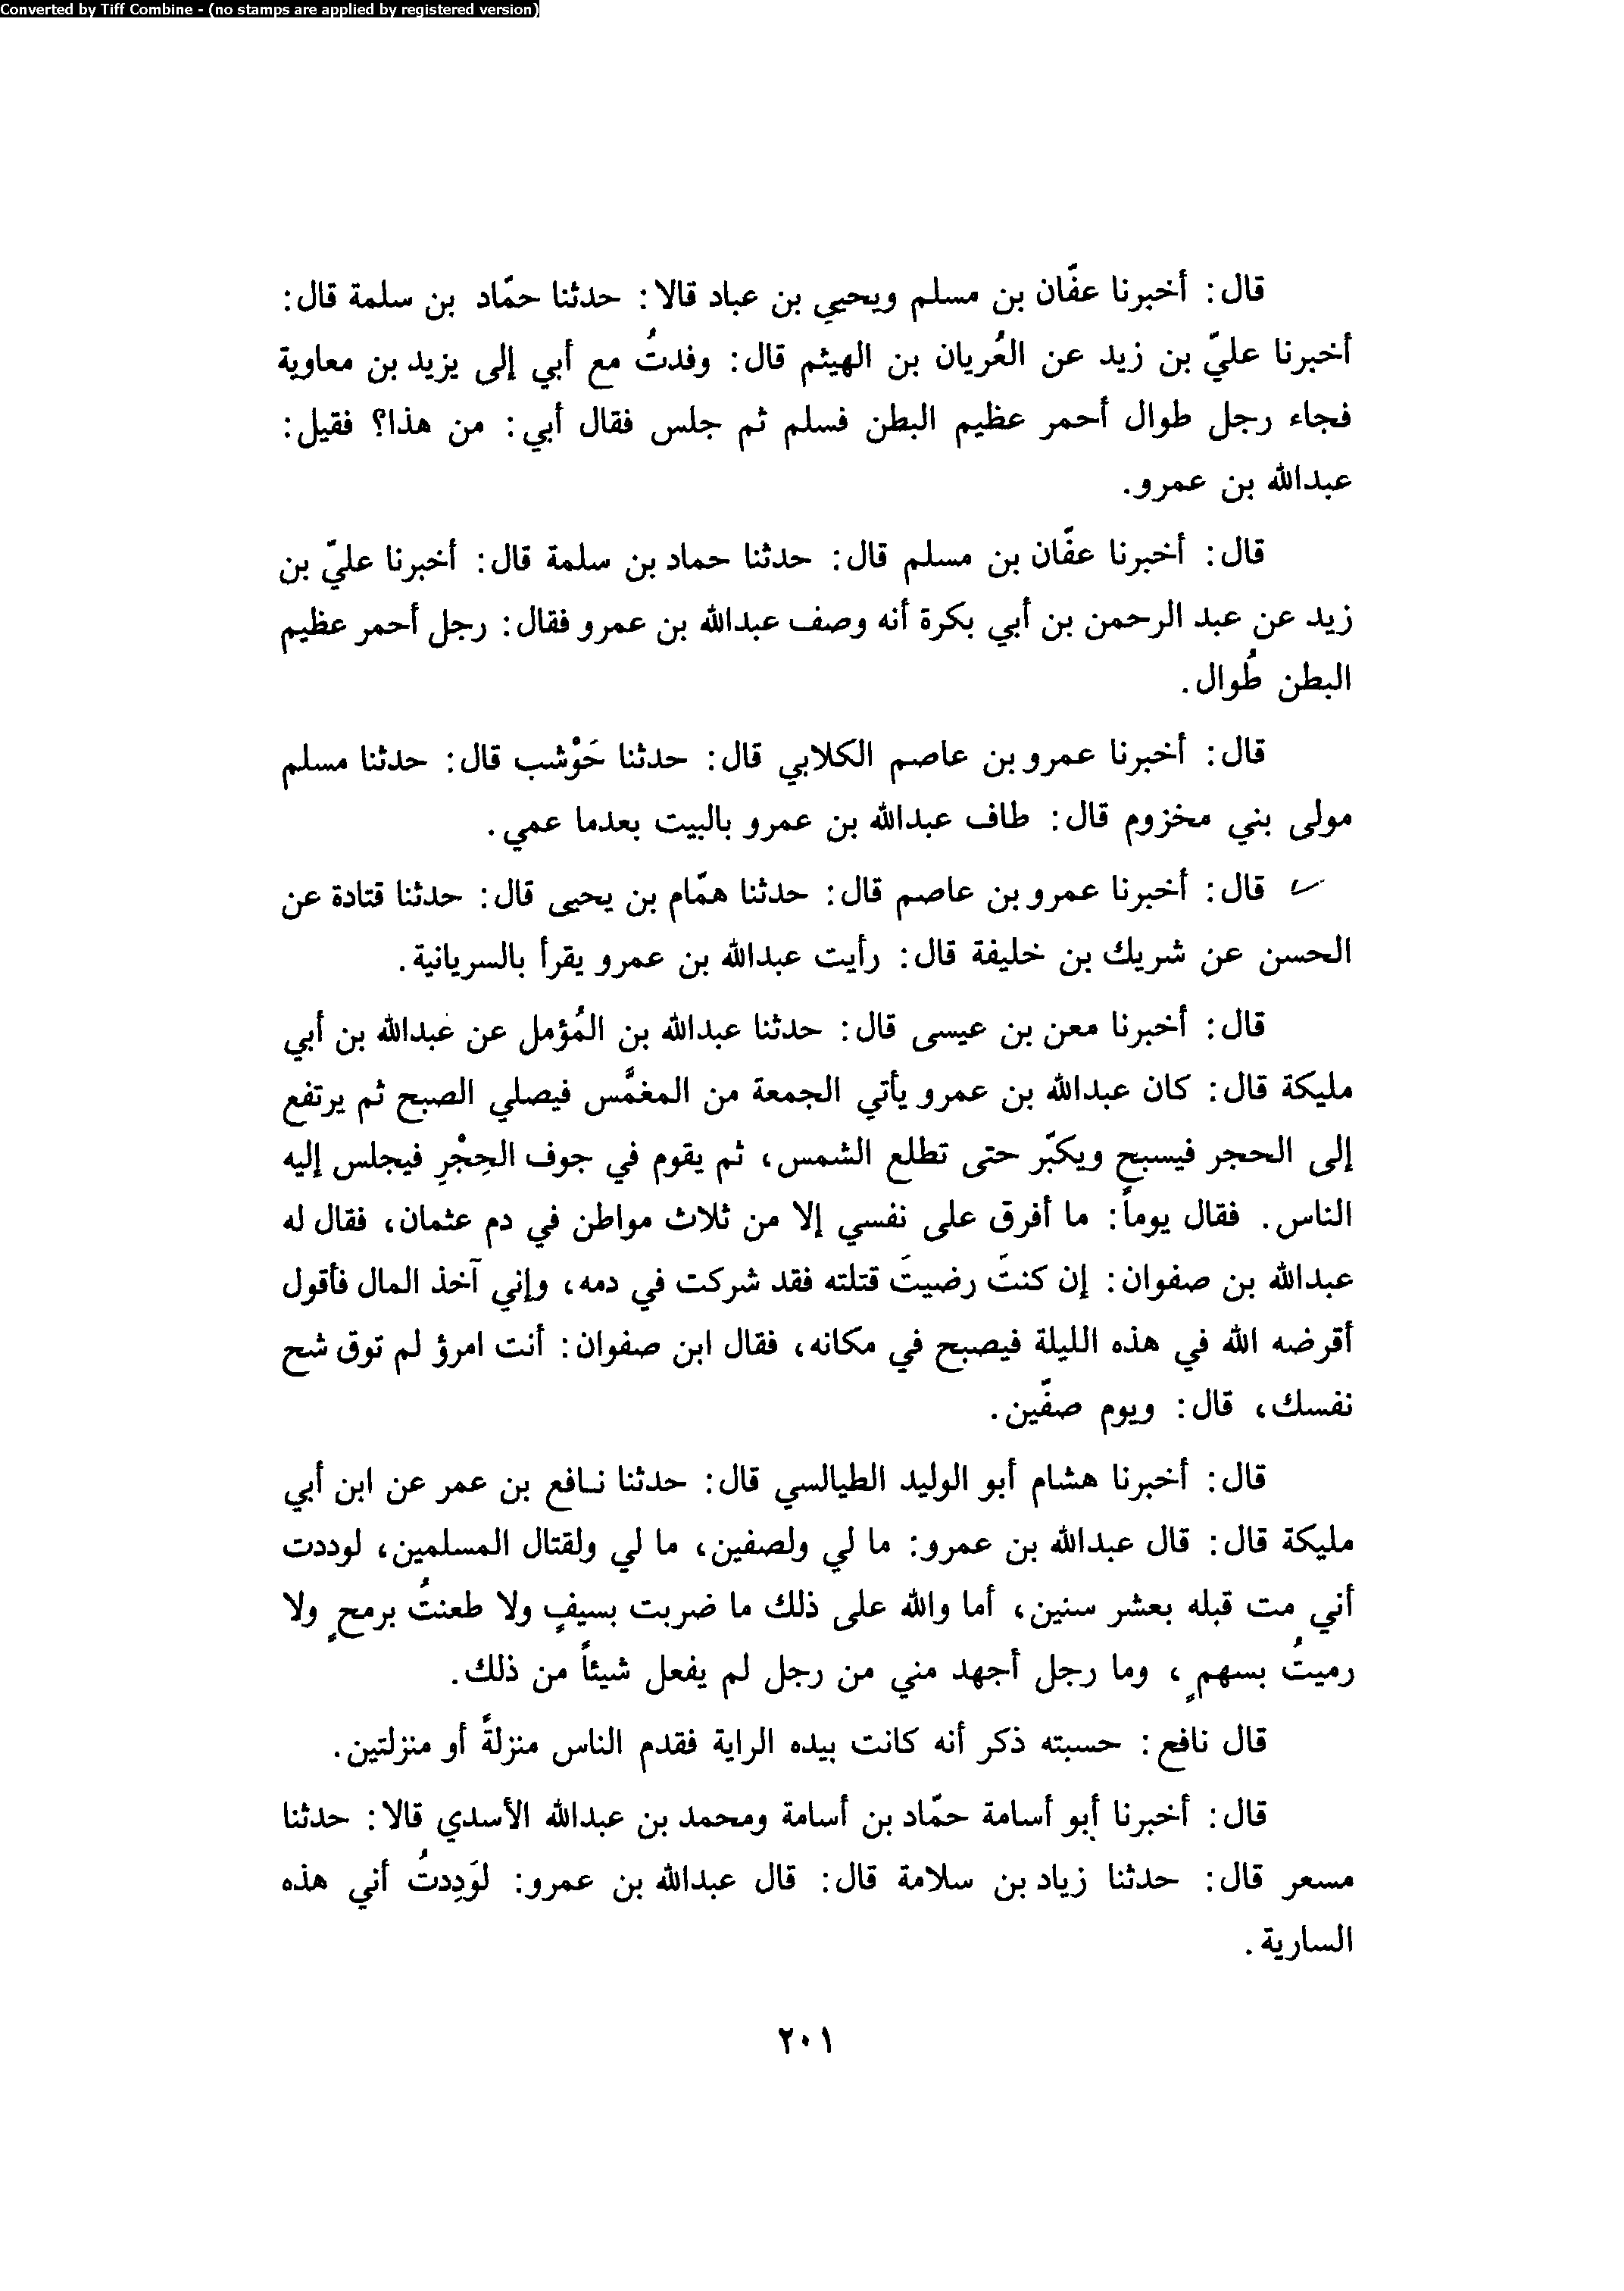 Converted by Tiff Combine - (no stamps are applied by registered version)
قال: أخبرنا عفّان بن مسلم ويحيي بن عباد قالا: حدثنا حمّاد بن سلمة قال:
أخبرنا عليّ بن زيد عن العُريان بن الهيثم قال: وفدتُ مع أبي إلى يزيد بن معاوية
فجاء رجل طوال أحمر عظيم البطن فسلم ثم جلس فقال أبي: من هذا؟ فقيل:
عبدالله بن عمرو.
قال: أخبرنا عفّان بن مسلم قال: حدثنا حماد بن سلمة قال: أخبرنا عليّ بن
زيد عن عبد الرحمن بن أبي بكرة أنه وصف عبدالله بن عمرو فقال: رجل أحمر عظيم
البطن طُوال.
قال: أخبرنا عمرو بن عاصم الكلابي قال: حدثنا حَوْشب قال: حدثنا مسلم
مولى بني مخزوم قال: طاف عبدالله بن عمرو بالبيت بعدما عمي.
قال: أخبرنا عمرو بن عاصم قال: حدثنا همّام بن يحيى قال: حدثنا قتادة عن
الحسن عن شريك بن خليفة قال: رأيت عبدالله بن عمرو يقرأ بالسريانية.
قال: أخبرنا معن بن عيسى قال: حدثنا عبدالله بن المُؤمل عن عبدالله بن أبي
مليكة قال: كان عبدالله بن عمرو يأتي الجمعة من المغمَّس فيصلي الصبح ثم يرتفع
إلى الحجر فيسبح ويكبّر حتى تطلع الشمس، ثم يقوم في جوف الحِجْرِ فيجلس إليه
الناس. فقال يوماً: ما أفرق على نفسي إلا من ثلاث مواطن في دم عثمان، فقال له
عبدالله بن صفوان: إن كنتَ رضيتَ قتلته فقد شركت في دمه، وإني آخذ المال فأقول
أقرضه الله في هذه الليلة فيصبح في مكانه، فقال ابن صفوان: أنت امرؤ لم توق شح
نفسك، قال: ويوم صفّين.
قال: أخبرنا هشام أبو الوليد الطيالسي قال: حدثنا نافع بن عمر عن ابن أبي
مليكة قال: قال عبدالله بن عمرو: ما لي ولصفين، ما لي ولقتال المسلمين، لوددت
أني مت قبله بعشر سنين، أما والله على ذلك ما ضربت بسيفٍ ولا طعنتُ برمحٍ ولا
رميتُ بسهمٍ، وما رجل أجهد مني من رجل لم يفعل شيئاً من ذلك.
قال نافع: حسبته ذكر أنه كانت بيده الراية فقدم الناس منزلةً أو منزلتين.
قال: أخبرنا أبو أسامة حمّاد بن أسامة ومحمد بن عبدالله الأسدي قالا: حدثنا
مسعر قال: حدثنا زياد بن سلامة قال: قال عبدالله بن عمرو: لوَدِدتُ أني هذه
السارية.
٢٠١